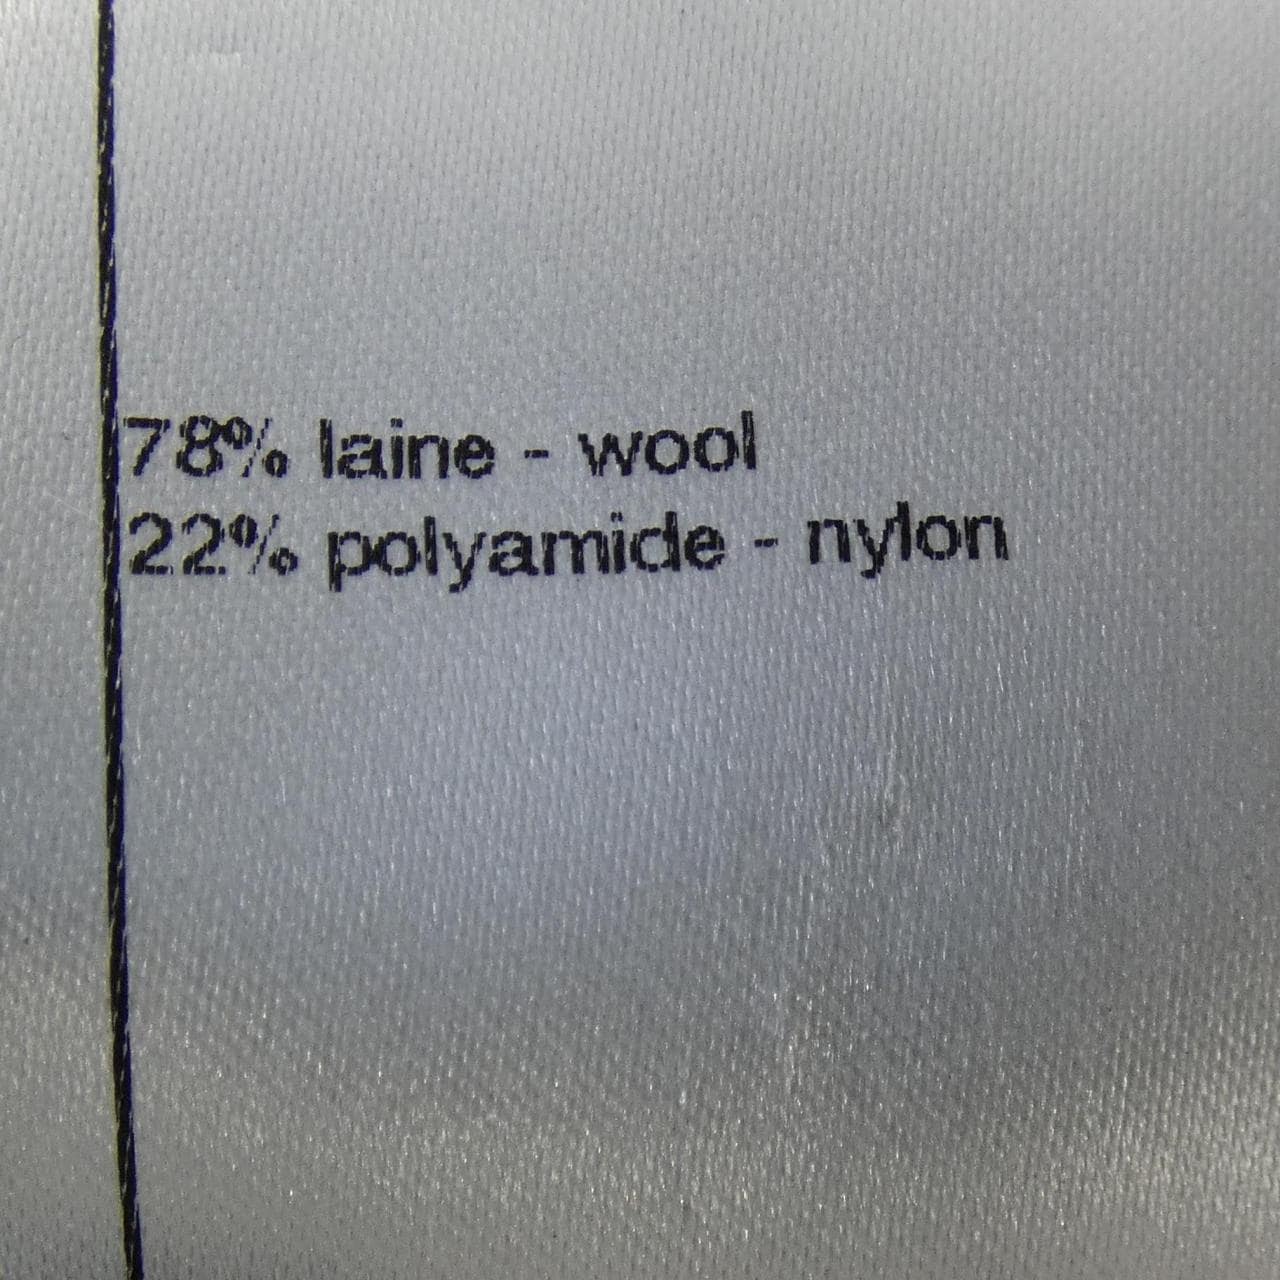 78% laine - wool
22% polyamide - nylon